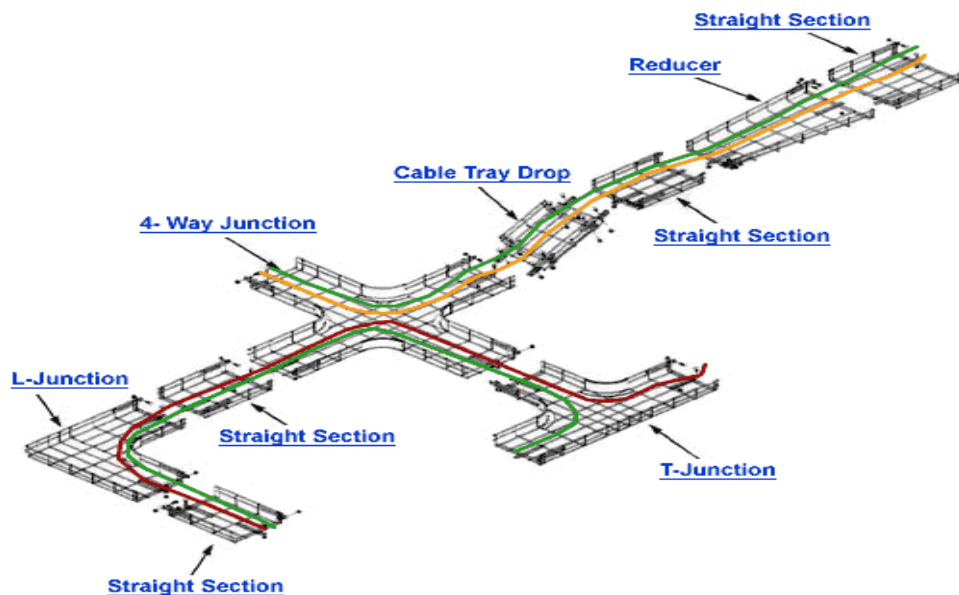 Straight Section
Reducer
Cable Tray Drop
4- Way Junction
Straight Section
L-Junction
Straight Section
T-Junction
Straight Section